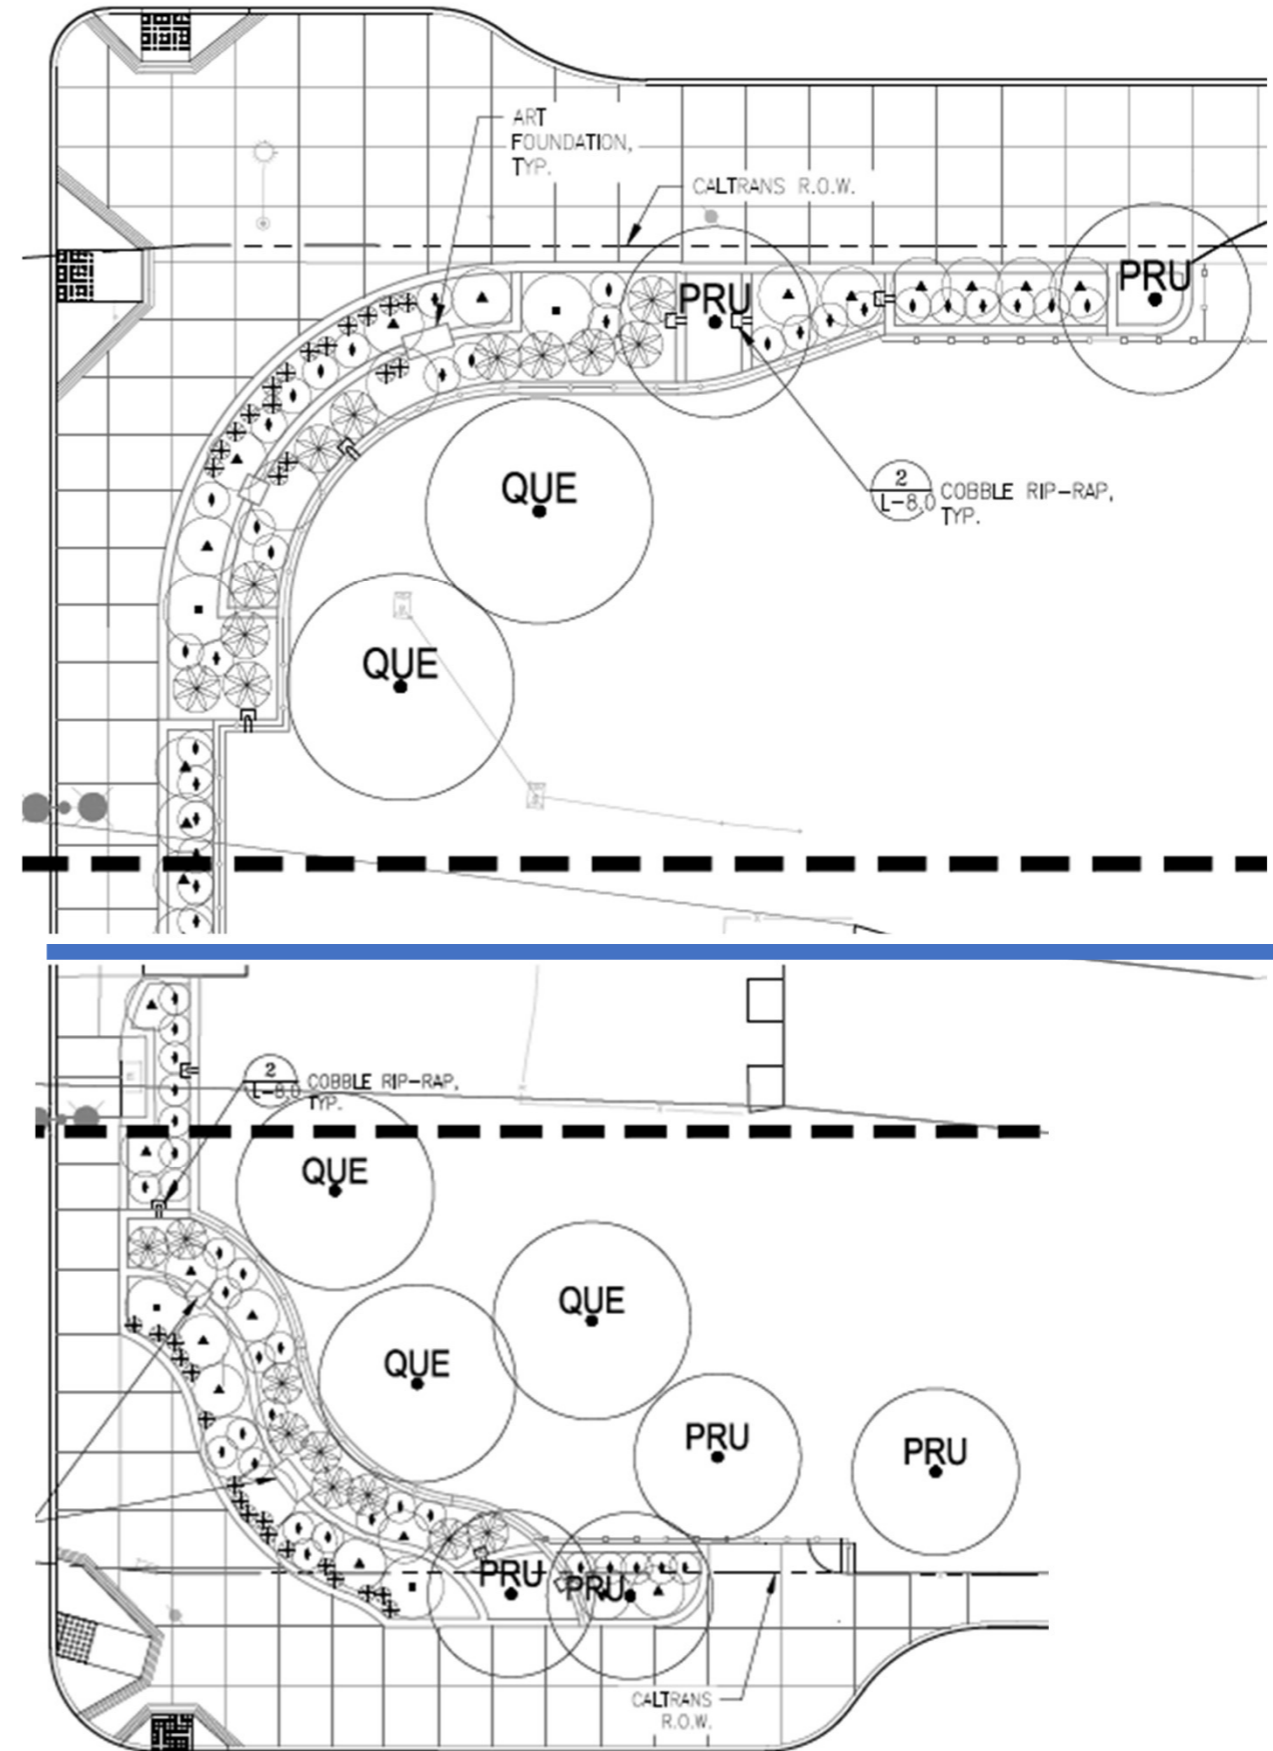 ART
FOUNDATION,
TYP.
CALTRANS R.O.W.
PRU
PRU
2
L-8.0
COBBLE RIP-RAP,
TYP.
QUE
QUE
2
L-8.0
COBBLE RIP-RAP,
TYP.
QUE
QUE
QUE
PRU
PRU
PRU
PRU
CALTRANS
R.O.W.